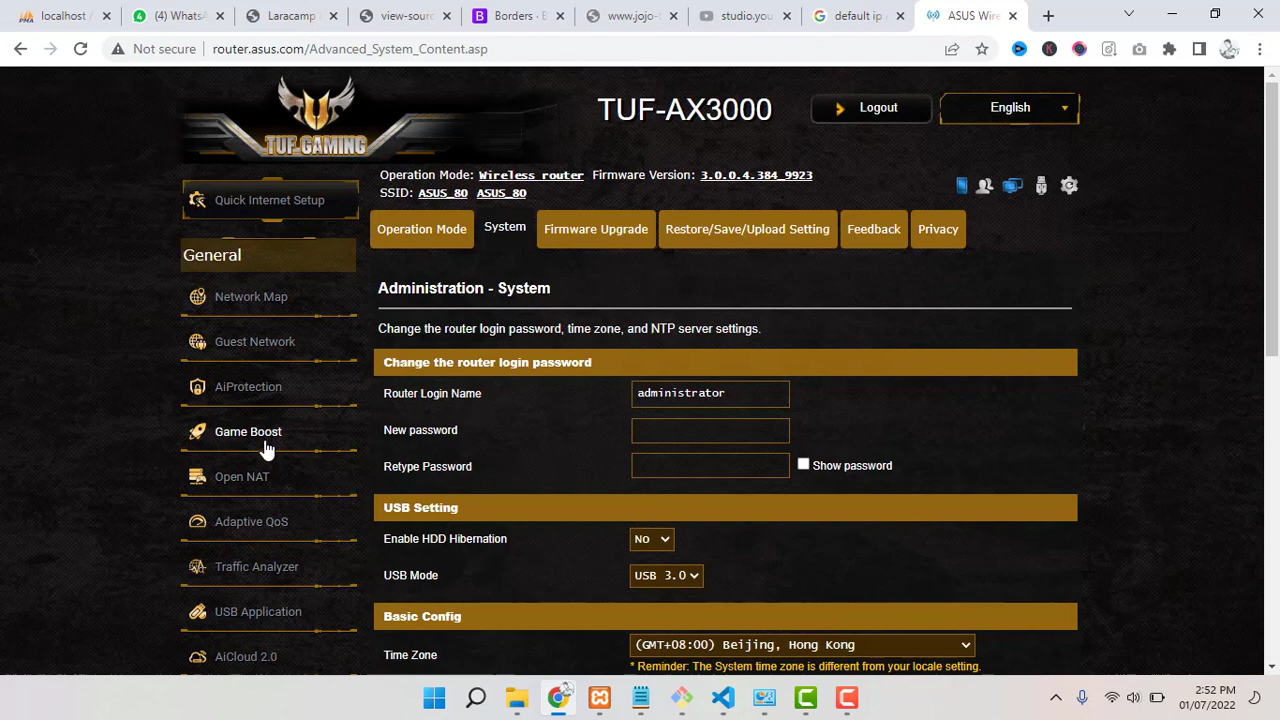 localhost /
(4) WhatsA
Laracamp
view-sourc
Borders · B
www.jojo-t
studio.you
default ip A
ASUS Wire
Not secure
router.asus.com/Advanced_System_Content.asp
TUF GAMING
TUF-AX3000
Logout
English
Operation Mode: Wireless router Firmware Version: 3.0.0.4.384_9923
SSID: ASUS_80 ASUS_80
Quick Internet Setup
General
Network Map
Guest Network
AiProtection
Game Boost
Open NAT
Adaptive QoS
Traffic Analyzer
USB Application
AiCloud 2.0
Operation Mode
System
Firmware Upgrade
Restore/Save/Upload Setting
Feedback
Privacy
Administration - System
Change the router login password, time zone, and NTP server settings.
Change the router login password
Router Login Name administrator
New password
Retype Password Show password
USB Setting
Enable HDD Hibernation No
USB Mode USB 3.0
Basic Config
Time Zone (GMT+08:00) Beijing, Hong Kong
* Reminder: The System time zone is different from your locale setting.
2:52 PM
01/07/2022